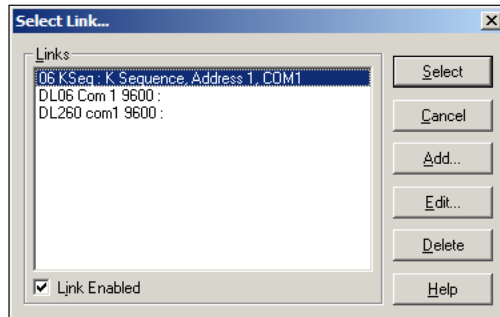 Select Link...
Links
06 KSeq : K Sequence, Address 1, COM1
DL06 Com 1 9600 :
DL260 com1 9600 :
Link Enabled
Select
Cancel
Add...
Edit...
Delete
Help